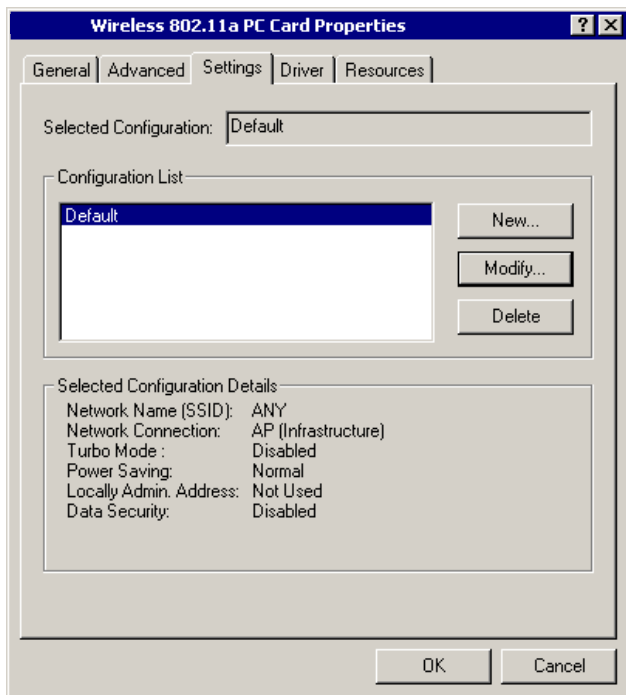 Wireless 802.11a PC Card Properties
General Advanced Settings Driver Resources
Selected Configuration: Default
Configuration List
Default
New...
Modify...
Delete
Selected Configuration Details
Network Name (SSID): ANY
Network Connection: AP (Infrastructure)
Turbo Mode : Disabled
Power Saving: Normal
Locally Admin. Address: Not Used
Data Security: Disabled
OK Cancel